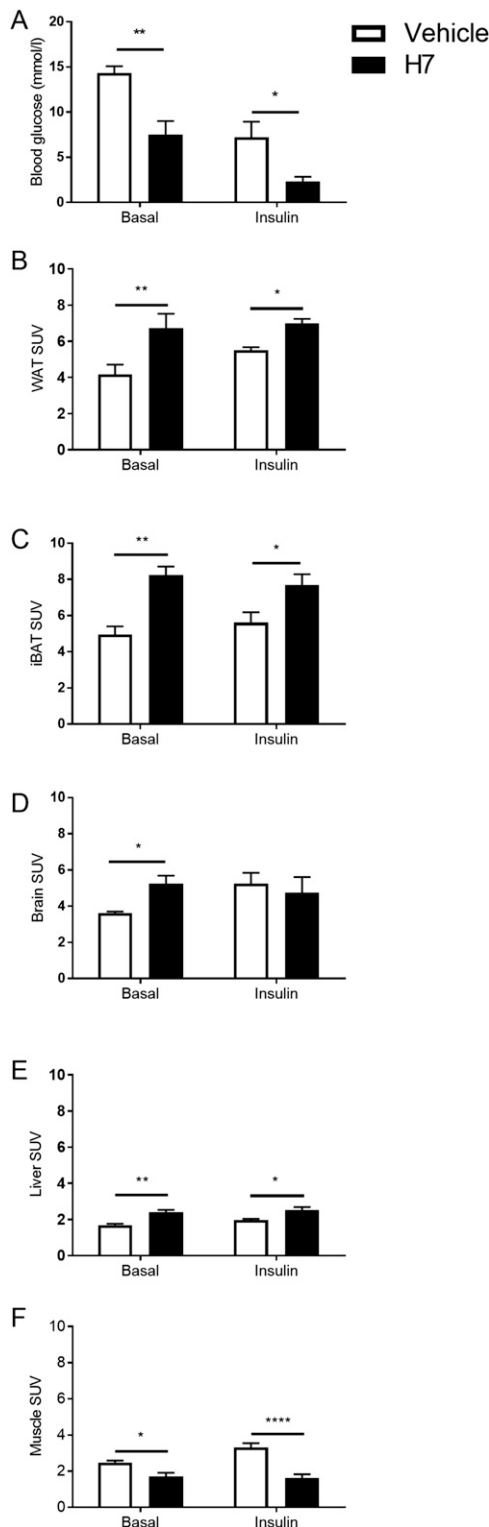 A
Vehicle
H7
Blood glucose (mmol/l)
20
15
10
5
0
**
*
Basal Insulin
B
WAT SUV
10
8
6
4
2
0
**
*
Basal Insulin
C
iBAT SUV
10
8
6
4
2
0
**
*
Basal Insulin
D
Brain SUV
10
8
6
4
2
0
*
Basal Insulin
E
Liver SUV
10
8
6
4
2
0
**
*
Basal Insulin
F
Muscle SUV
10
8
6
4
2
0
*
****
Basal Insulin